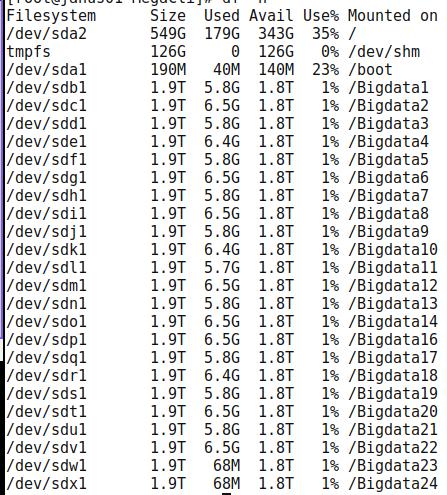 Filesystem Size Used Avail Use% Mounted on
/dev/sda2 549G 179G 343G 35% /
tmpfs 126G 0 126G 0% /dev/shm
/dev/sda1 190M 40M 140M 23% /boot
/dev/sdb1 1.9T 5.8G 1.8T 1% /Bigdata1
/dev/sdc1 1.9T 6.5G 1.8T 1% /Bigdata2
/dev/sdd1 1.9T 5.8G 1.8T 1% /Bigdata3
/dev/sde1 1.9T 6.4G 1.8T 1% /Bigdata4
/dev/sdf1 1.9T 5.8G 1.8T 1% /Bigdata5
/dev/sdg1 1.9T 6.5G 1.8T 1% /Bigdata6
/dev/sdh1 1.9T 5.8G 1.8T 1% /Bigdata7
/dev/sdi1 1.9T 6.5G 1.8T 1% /Bigdata8
/dev/sdj1 1.9T 5.8G 1.8T 1% /Bigdata9
/dev/sdk1 1.9T 6.4G 1.8T 1% /Bigdata10
/dev/sdl1 1.9T 5.7G 1.8T 1% /Bigdata11
/dev/sdm1 1.9T 6.5G 1.8T 1% /Bigdata12
/dev/sdn1 1.9T 5.8G 1.8T 1% /Bigdata13
/dev/sdo1 1.9T 6.5G 1.8T 1% /Bigdata14
/dev/sdp1 1.9T 6.5G 1.8T 1% /Bigdata16
/dev/sdq1 1.9T 5.8G 1.8T 1% /Bigdata17
/dev/sdr1 1.9T 6.4G 1.8T 1% /Bigdata18
/dev/sds1 1.9T 5.8G 1.8T 1% /Bigdata19
/dev/sdt1 1.9T 6.5G 1.8T 1% /Bigdata20
/dev/sdu1 1.9T 5.8G 1.8T 1% /Bigdata21
/dev/sdv1 1.9T 6.5G 1.8T 1% /Bigdata22
/dev/sdw1 1.9T 68M 1.8T 1% /Bigdata23
/dev/sdx1 1.9T 68M 1.8T 1% /Bigdata24